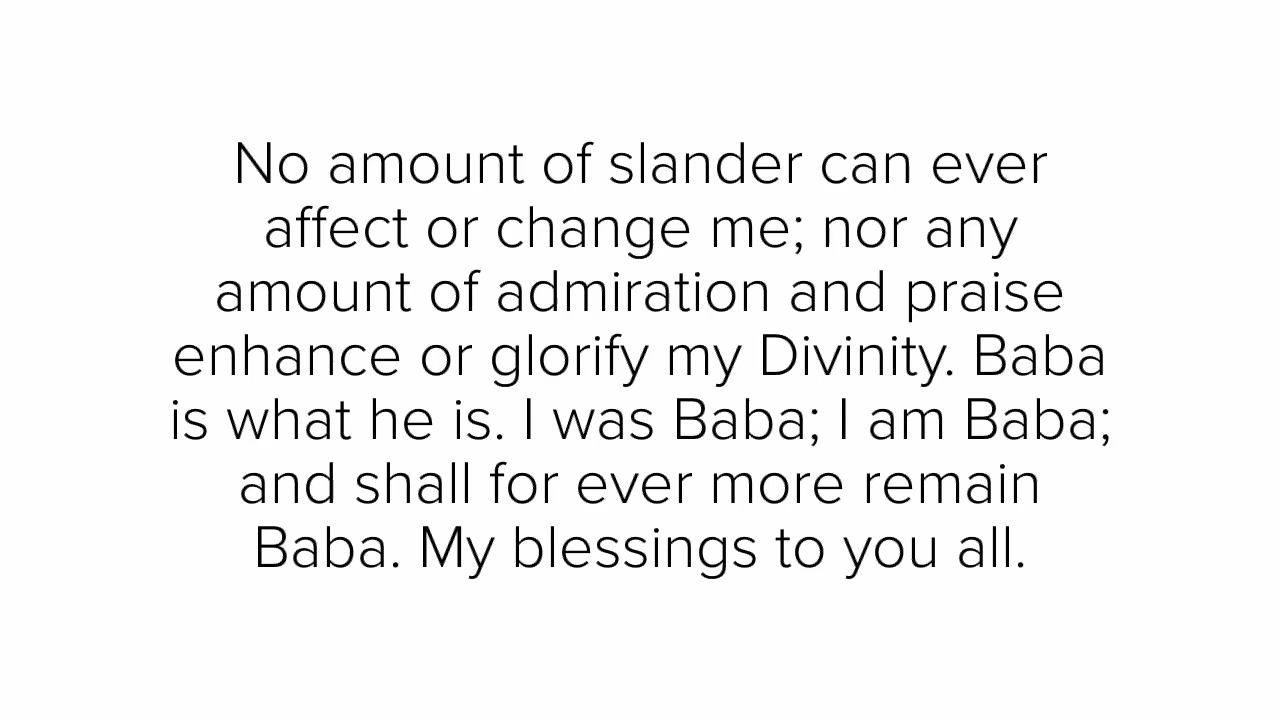 No amount of slander can ever
affect or change me; nor any
amount of admiration and praise
enhance or glorify my Divinity. Baba
is what he is. I was Baba; I am Baba;
and shall for ever more remain
Baba. My blessings to you all.